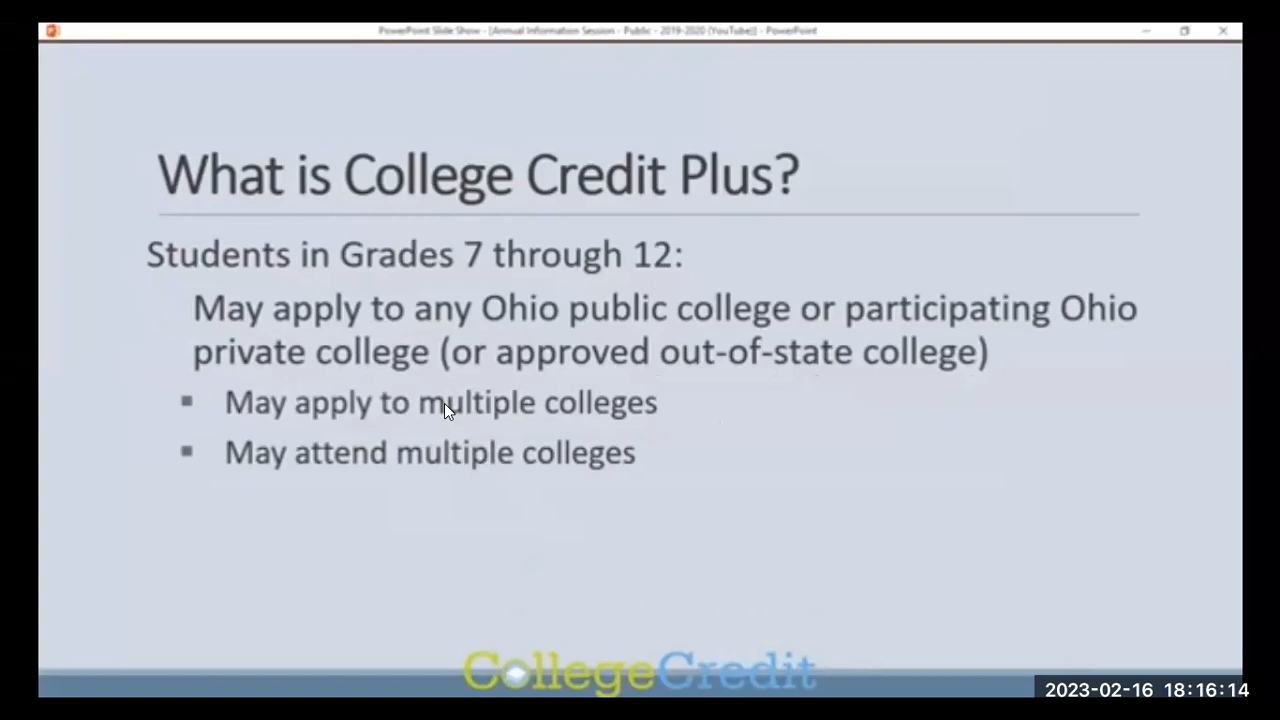 PowerPoint Slide Show - [Annual Information Session - Public - 2019-2020 (YouTube)] - PowerPoint
What is College Credit Plus?
Students in Grades 7 through 12:
May apply to any Ohio public college or participating Ohio
private college (or approved out-of-state college)
▪ May apply to multiple colleges
▪ May attend multiple colleges
CollegeCredit
2023-02-16 18:16:14